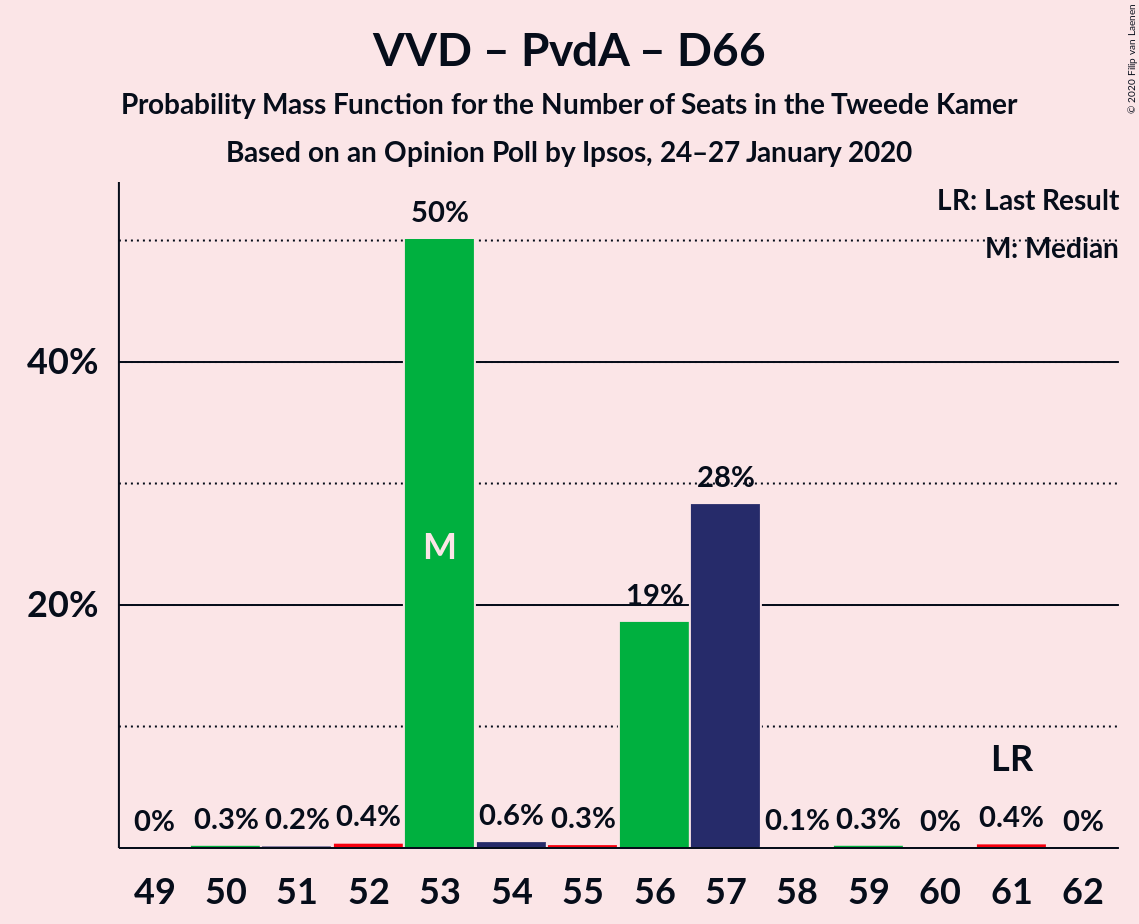 VVD – PvdA – D66
Probability Mass Function for the Number of Seats in the Tweede Kamer
Based on an Opinion Poll by Ipsos, 24–27 January 2020
© 2020 Filip van Laenen
LR: Last Result
M: Median
50%
40%
28%
M
20%
19%
LR
0% 0.3% 0.2% 0.4% 0.6% 0.3% 0.1% 0.3% 0% 0.4% 0%
49 50 51 52 53 54 55 56 57 58 59 60 61 62